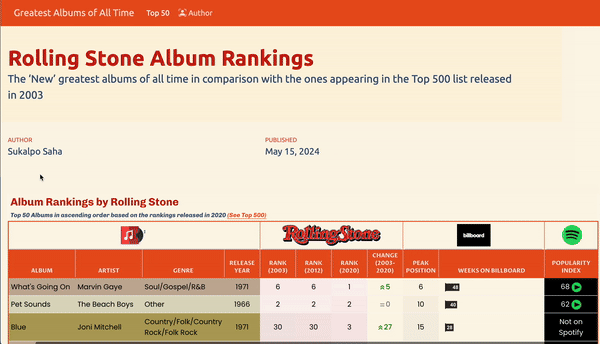 Greatest Albums of All Time Top 50 Author
Rolling Stone Album Rankings
The 'New' greatest albums of all time in comparison with the ones appearing in the Top 500 list released
in 2003
AUTHOR PUBLISHED
Sukalpo Saha May 15, 2024
Album Rankings by Rolling Stone
Top 50 Albums in ascending order based on the rankings released in 2020 (See Top 500)
RollingStone billboard
ALBUM ARTIST GENRE RELEASE YEAR RANK (2003) RANK (2012) RANK (2020) CHANGE (2003-2020) PEAK POSITION WEEKS ON BILLBOARD POPULARITY INDEX
What's Going On Marvin Gaye Soul/Gospel/R&B 1971 6 6 1 5 6 48 68
Pet Sounds The Beach Boys Other 1966 2 2 2 =0 10 40 62
Blue Joni Mitchell Country/Folk/Country Rock/Folk Rock 1971 30 30 3 27 15 28 Not on Spotify